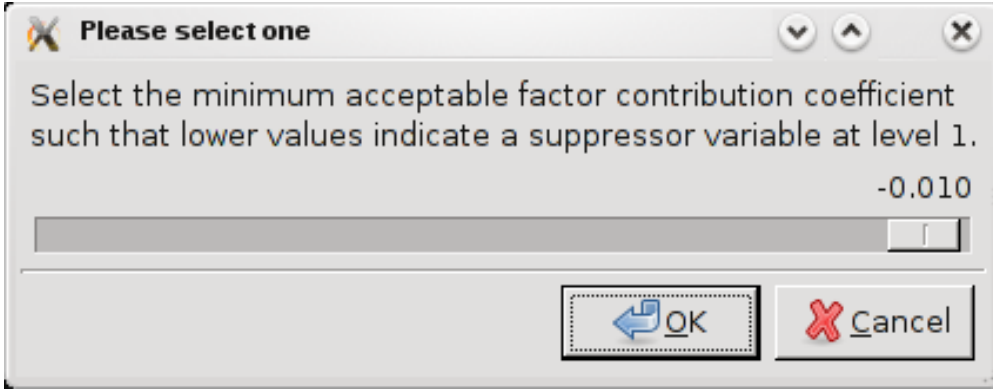 Please select one
Select the minimum acceptable factor contribution coefficient
such that lower values indicate a suppressor variable at level 1.
-0.010
OK
Cancel